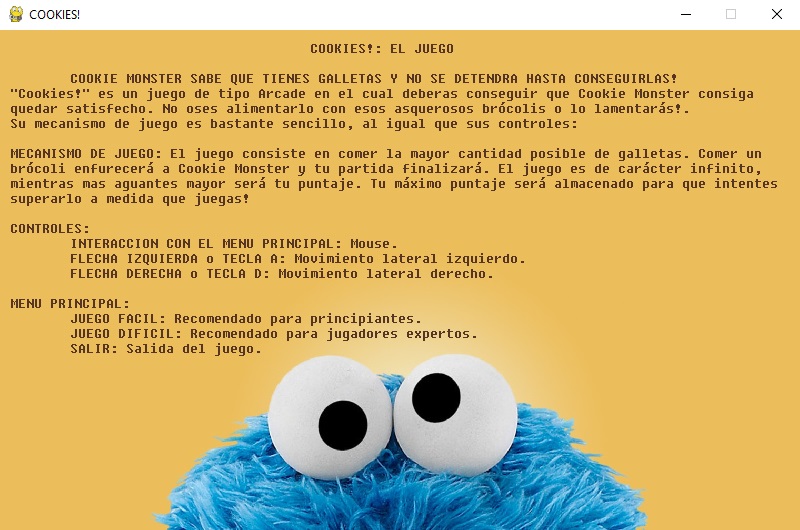 COOKIES!
COOKIES!: EL JUEGO
COOKIE MONSTER SABE QUE TIENES GALLETAS Y NO SE DETENDRA HASTA CONSEGUIRLAS!
"Cookies!" es un juego de tipo Arcade en el cual deberas conseguir que Cookie Monster consiga
quedar satisfecho. No oses alimentarlo con esos asquerosos brócolis o lo lamentarás!.
Su mecanismo de juego es bastante sencillo, al igual que sus controles:
MECANISMO DE JUEGO: El juego consiste en comer la mayor cantidad posible de galletas. Comer un
brócoli enfurecerá a Cookie Monster y tu partida finalizará. El juego es de carácter infinito,
mientras mas aguantes mayor será tu puntaje. Tu máximo puntaje será almacenado para que intentes
superarlo a medida que juegas!
CONTROLES:
INTERACCION CON EL MENU PRINCIPAL: Mouse.
FLECHA IZQUIERDA o TECLA A: Movimiento lateral izquierdo.
FLECHA DERECHA o TECLA D: Movimiento lateral derecho.
MENU PRINCIPAL:
JUEGO FACIL: Recomendado para principiantes.
JUEGO DIFICIL: Recomendado para jugadores expertos.
SALIR: Salida del juego.